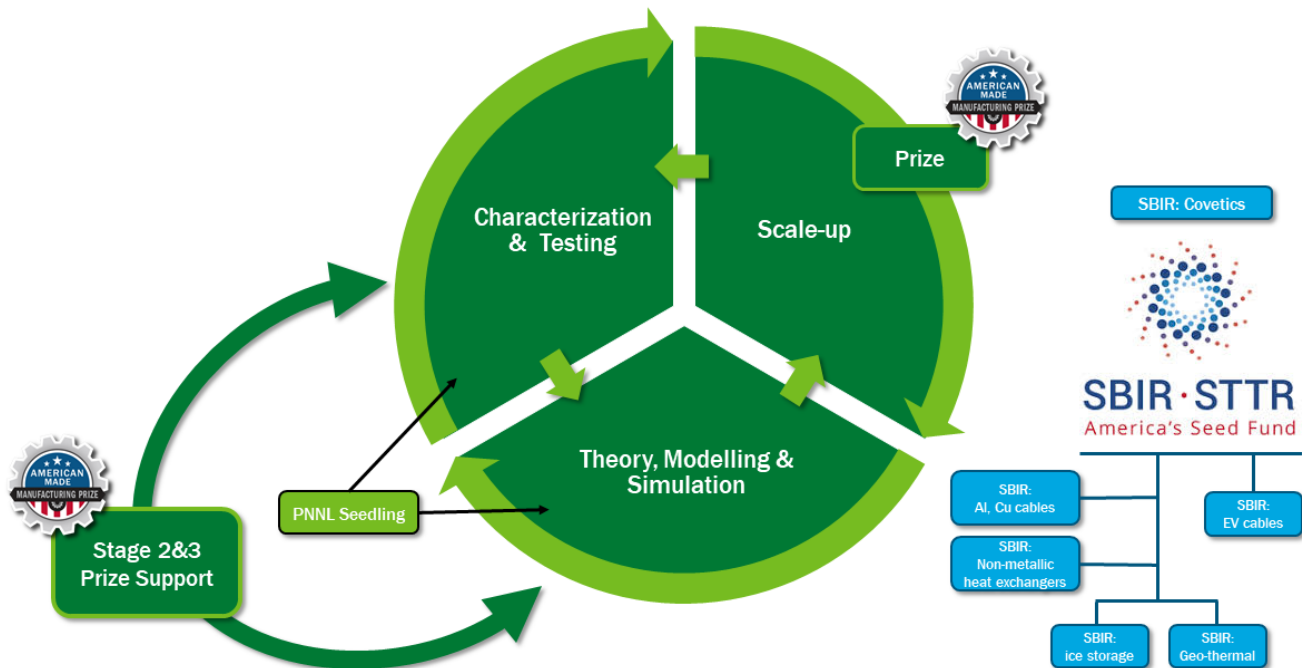 AMERICAN
MADE
MANUFACTURING PRIZE
Prize
Characterization
& Testing
Scale-up
SBIR: Covetics
SBIR·STTR
America's Seed Fund
Theory, Modelling &
Simulation
PNNL Seedling
AMERICAN
MADE
MANUFACTURING PRIZE
Stage 2&3
Prize Support
SBIR:
Al, Cu cables
SBIR:
EV cables
SBIR:
Non-metallic
heat exchangers
SBIR:
ice storage
SBIR:
Geo-thermal